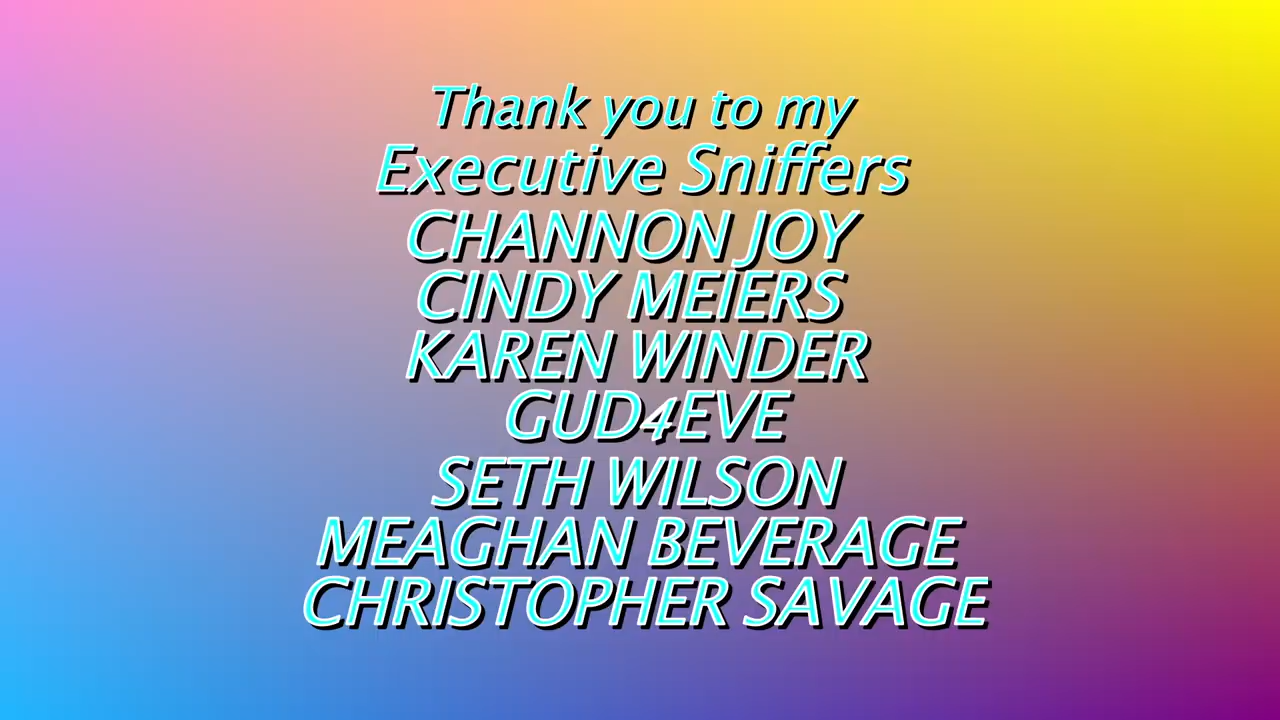 Thank you to my
Executive Sniffers
CHANNON JOY
CINDY MEIERS
KAREN WINDER
GUD4EVE
SETH WILSON
MEAGHAN BEVERAGE
CHRISTOPHER SAVAGE